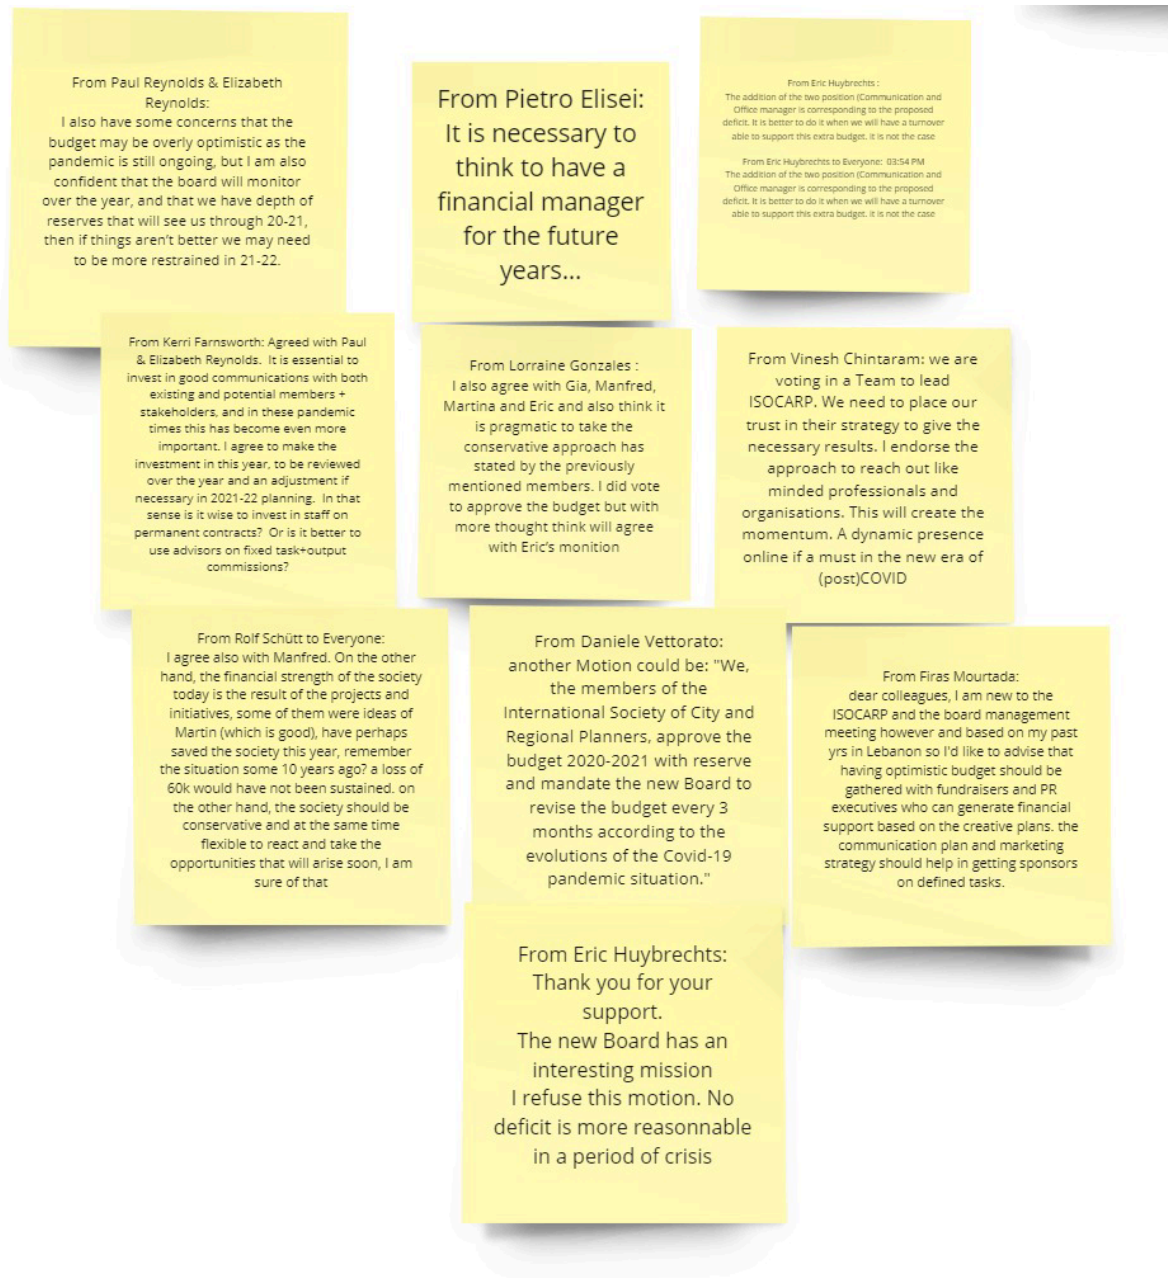 From Paul Reynolds & Elizabeth
Reynolds:
I also have some concerns that the
budget may be overly optimistic as the
pandemic is still ongoing, but I am also
confident that the board will monitor
over the year, and that we have depth of
reserves that will see us through 20-21,
then if things aren't better we may need
to be more restrained in 21-22.
From Pietro Elisei:
It is necessary to
think to have a
financial manager
for the future
years...
From Eric Huybrechts :
The addition of the two position (Communication and
Office manager is corresponding to the proposed
deficit. It is better to do it when we will have a turnover
able to support this extra budget. it is not the case
From Eric Huybrechts to Everyone: 03:54 PM
The addition of the two position (Communication and
Office manager is corresponding to the proposed
deficit. It is better to do it when we will have a turnover
able to support this extra budget. it is not the case
From Kerri Farnsworth: Agreed with Paul
& Elizabeth Reynolds. It is essential to
invest in good communications with both
existing and potential members +
stakeholders, and in these pandemic
times this has become even more
important. I agree to make the
investment in this year, to be reviewed
over the year and an adjustment if
necessary in 2021-22 planning. In that
sense is it wise to invest in staff on
permanent contracts? Or is it better to
use advisors on fixed task+output
commissions?
From Lorraine Gonzales :
I also agree with Gia, Manfred,
Martina and Eric and also think it
is pragmatic to take the
conservative approach has
stated by the previously
mentioned members. I did vote
to approve the budget but with
more thought think will agree
with Eric's monition
From Vinesh Chintaram: we are
voting in a Team to lead
ISOCARP. We need to place our
trust in their strategy to give the
necessary results. I endorse the
approach to reach out like
minded professionals and
organisations. This will create the
momentum. A dynamic presence
online if a must in the new era of
(post)COVID
From Rolf Schütt to Everyone:
I agree also with Manfred. On the other
hand, the financial strength of the society
today is the result of the projects and
initiatives, some of them were ideas of
Martin (which is good), have perhaps
saved the society this year, remember
the situation some 10 years ago? a loss of
60k would have not been sustained. on
the other hand, the society should be
conservative and at the same time
flexible to react and take the
opportunities that will arise soon, I am
sure of that
From Daniele Vettorato:
another Motion could be: "We,
the members of the
International Society of City and
Regional Planners, approve the
budget 2020-2021 with reserve
and mandate the new Board to
revise the budget every 3
months according to the
evolutions of the Covid-19
pandemic situation."
From Firas Mourtada:
dear colleagues, I am new to the
ISOCARP and the board management
meeting however and based on my past
yrs in Lebanon so I'd like to advise that
having optimistic budget should be
gathered with fundraisers and PR
executives who can generate financial
support based on the creative plans. the
communication plan and marketing
strategy should help in getting sponsors
on defined tasks.
From Eric Huybrechts:
Thank you for your
support.
The new Board has an
interesting mission
I refuse this motion. No
deficit is more reasonnable
in a period of crisis